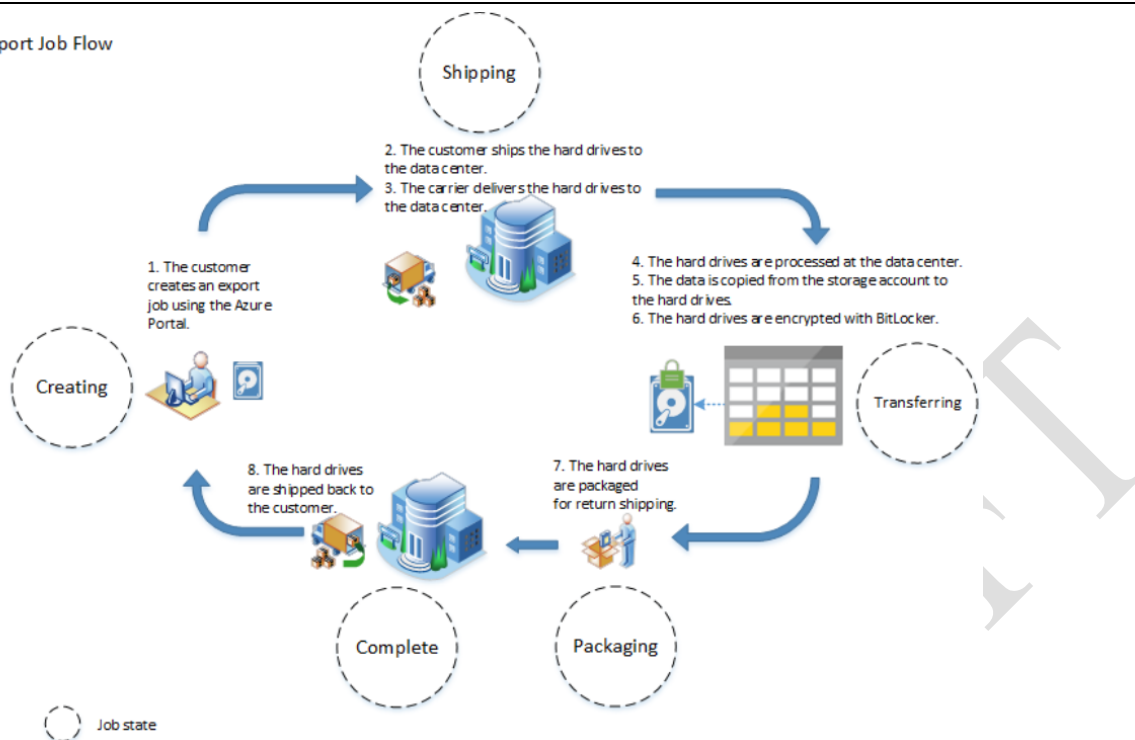 port Job Flow
Shipping
2. The customer ships the hard drives to
the data center.
3. The carrier delivers the hard drives to
the data center.
1. The customer
creates an export
job using the Azure
Portal.
4. The hard drives are processed at the data center.
5. The data is copied from the storage account to
the hard drives.
6. The hard drives are encrypted with BitLocker.
Creating
Transferring
8. The hard drives
are shipped back to
the customer.
7. The hard drives
are packaged
for return shipping.
Complete
Packaging
Job state